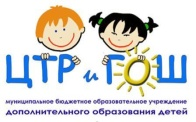 ЦТР и ГОШ
муниципальное бюджетное образовательное учреждение
дополнительного образования детей